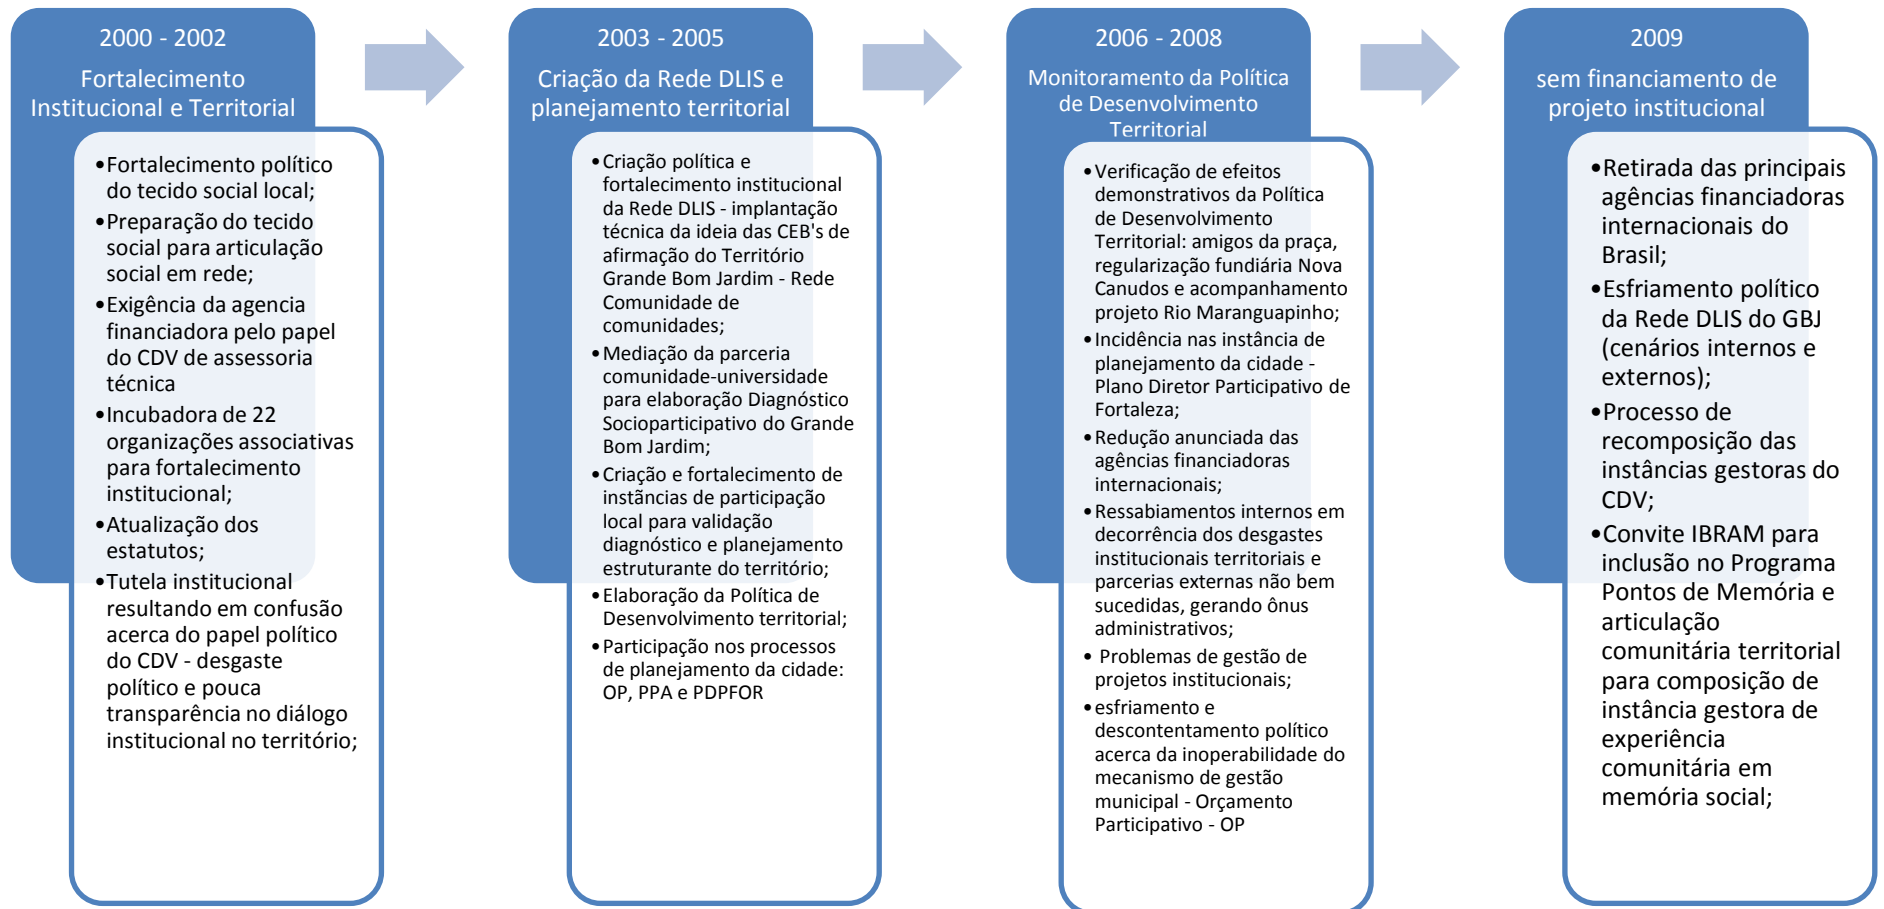 2000 - 2002
Fortalecimento
Institucional e Territorial
•Fortalecimento político
do tecido social local;
•Preparação do tecido
social para articulação
social em rede;
•Exigência da agencia
financiadora pelo papel
do CDV de assessoria
técnica
•Incubadora de 22
organizações associativas
para fortalecimento
institucional;
•Atualização dos
estatutos;
•Tutela institucional
resultando em confusão
acerca do papel político
do CDV - desgaste
político e pouca
transparência no diálogo
institucional no território;
2003 - 2005
Criação da Rede DLIS e
planejamento territorial
•Criação política e
fortalecimento institucional
da Rede DLIS - implantação
técnica da ideia das CEB's de
afirmação do Território
Grande Bom Jardim - Rede
Comunidade de
comunidades;
•Mediação da parceria
comunidade-universidade
para elaboração Diagnóstico
Socioparticipativo do Grande
Bom Jardim;
•Criação e fortalecimento de
instâncias de participação
local para validação
diagnóstico e planejamento
estruturante do território;
•Elaboração da Política de
Desenvolvimento territorial;
•Participação nos processos
de planejamento da cidade:
OP, PPA e PDPFOR
2006 - 2008
Monitoramento da Política
de Desenvolvimento
Territorial
•Verificação de efeitos
demonstrativos da Política
de Desenvolvimento
Territorial: amigos da praça,
regularização fundiária Nova
Canudos e acompanhamento
projeto Rio Maranguapinho;
•Incidência nas instância de
planejamento da cidade -
Plano Diretor Participativo de
Fortaleza;
•Redução anunciada das
agências financiadoras
internacionais;
•Ressabiamentos internos em
decorrência dos desgastes
institucionais territoriais e
parcerias externas não bem
sucedidas, gerando ônus
administrativos;
• Problemas de gestão de
projetos institucionais;
•esfriamento e
descontentamento político
acerca da inoperabilidade do
mecanismo de gestão
municipal - Orçamento
Participativo - OP
2009
sem financiamento de
projeto institucional
•Retirada das principais
agências financiadoras
internacionais do
Brasil;
•Esfriamento político
da Rede DLIS do GBJ
(cenários internos e
externos);
•Processo de
recomposição das
instâncias gestoras do
CDV;
•Convite IBRAM para
inclusão no Programa
Pontos de Memória e
articulação
comunitária territorial
para composição de
instância gestora de
experiência
comunitária em
memória social;